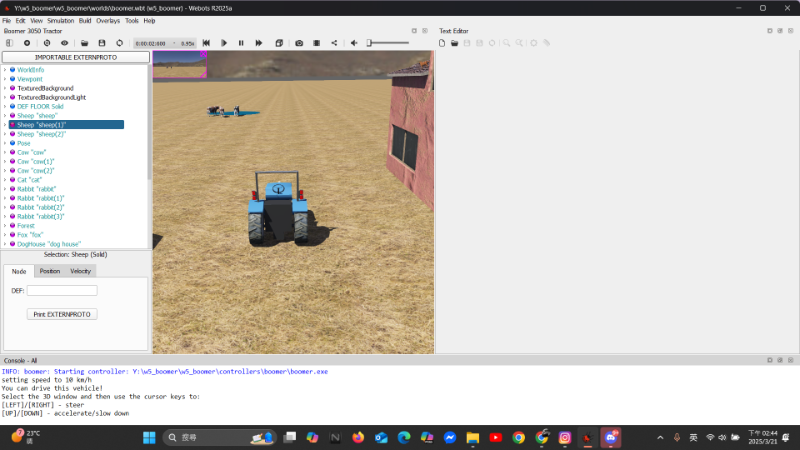 Y:\w5_boomer\w5_boomer\worlds\boomer.wbt (w5_boomer) - Webots R2025a
File Edit View Simulation Build Overlays Tools Help
Boomer 3050 Tractor
Text Editor
0:00:02:600 - 0.95x
IMPORTABLE EXTERNPROTO
WorldInfo
Viewpoint
TexturedBackground
TexturedBackgroundLight
DEF FLOOR Solid
Sheep "sheep"
Sheep "sheep(1)"
Sheep "sheep(2)"
Pose
Cow "cow"
Cow "cow(1)"
Cow "cow(2)"
Cat "cat"
Rabbit "rabbit"
Rabbit "rabbit(1)"
Rabbit "rabbit(2)"
Rabbit "rabbit(3)"
Forest
Fox "fox"
DogHouse "dog house"
Selection: Sheep (Solid)
Node Position Velocity
DEF:
Print EXTERNPROTO
Console - All
INFO: boomer: Starting controller: Y:\w5_boomer\w5_boomer\controllers\boomer\boomer.exe
setting speed to 10 km/h
You can drive this vehicle!
Select the 3D window and then use the cursor keys to:
[LEFT]/[RIGHT] - steer
[UP]/[DOWN] - accelerate/slow down
23°C
搜尋
英
下午 02:44
2025/3/21